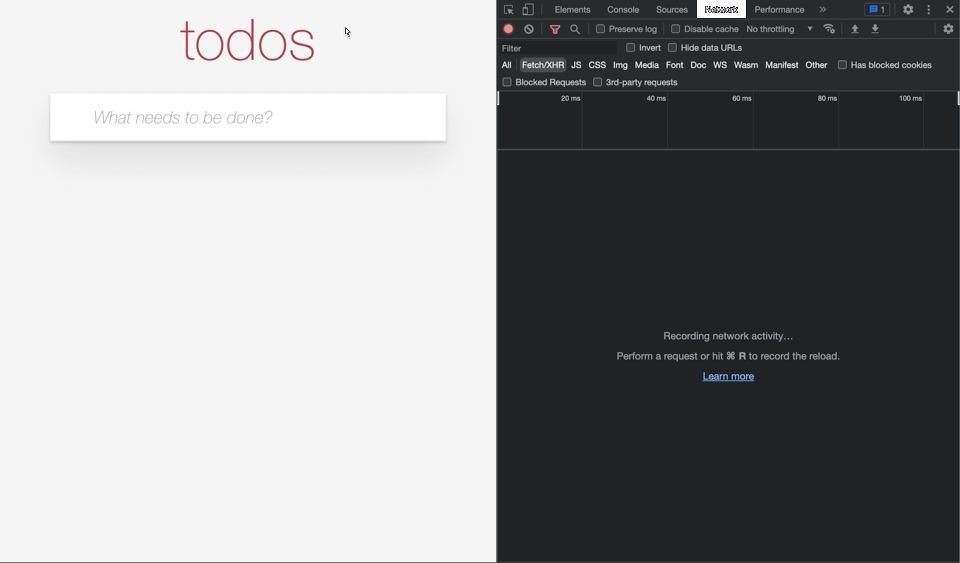 todos
What needs to be done?
Elements Console Sources Network Performance » 1
Preserve log Disable cache No throttling
Filter Invert Hide data URLs
All Fetch/XHR JS CSS Img Media Font Doc WS Wasm Manifest Other Has blocked cookies
Blocked Requests 3rd-party requests
20 ms 40 ms 60 ms 80 ms 100 ms
Recording network activity…
Perform a request or hit ⌘ R to record the reload.
Learn more